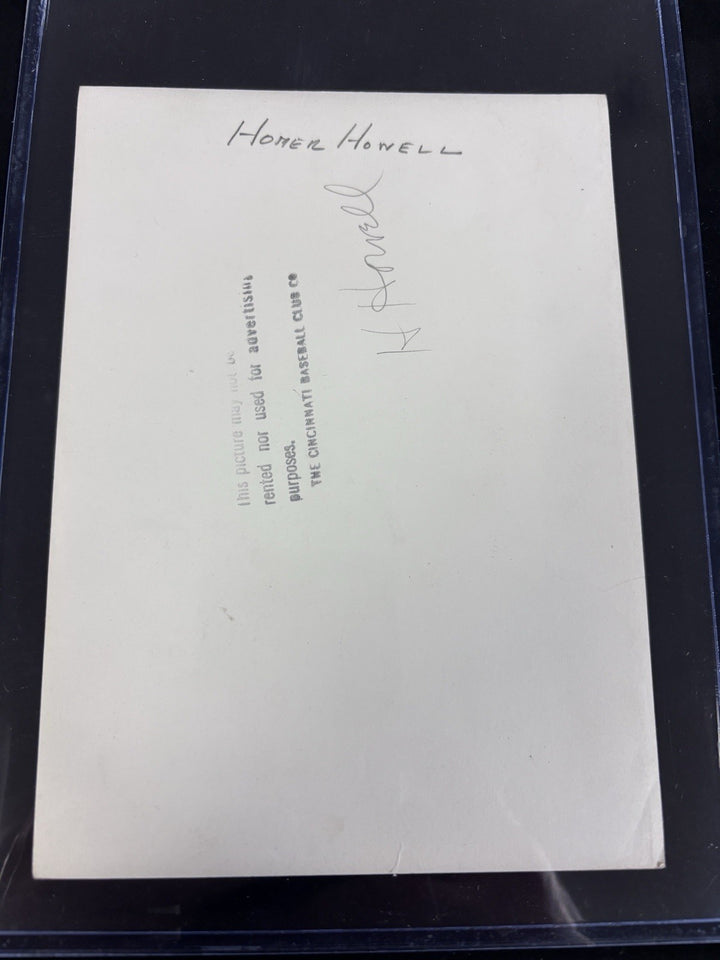 HOMER HOWELL
H Howell
This picture may not be
rented nor used for advertising
purposes.
THE CINCINNATI BASEBALL CLUB CO